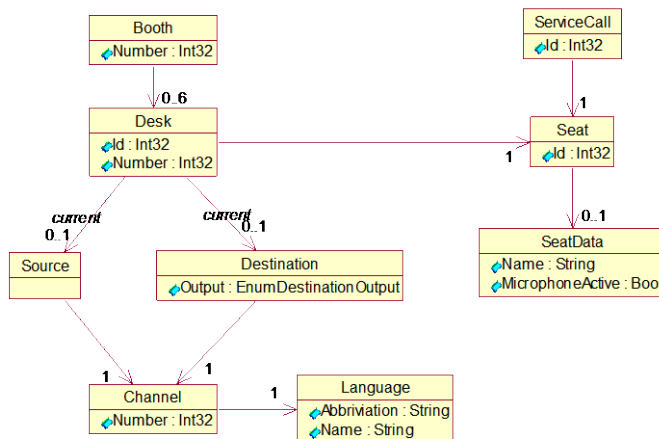 Booth
Number : Int32
0..6
Desk
Id : Int32
Number : Int32
ServiceCall
Id : Int32
1
1
Seat
Id : Int32
0..1
SeatData
Name : String
MicrophoneActive : Boo
current
0..1
current
0..1
Source
Destination
Output : EnumDestinationOutput
1
1
Channel
Number : Int32
1
Language
Abbriviation : String
Name : String